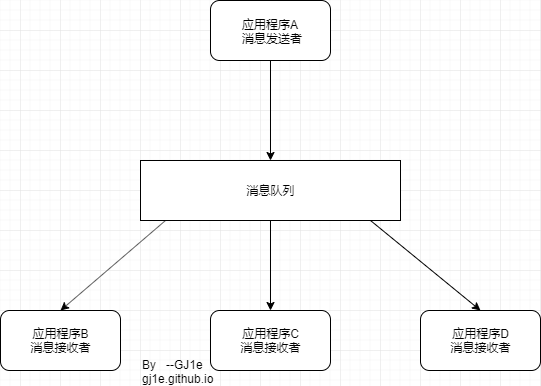 应用程序A
消息发送者
消息队列
应用程序B
消息接收者
应用程序C
消息接收者
应用程序D
消息接收者
By --GJ1e
gj1e.github.io